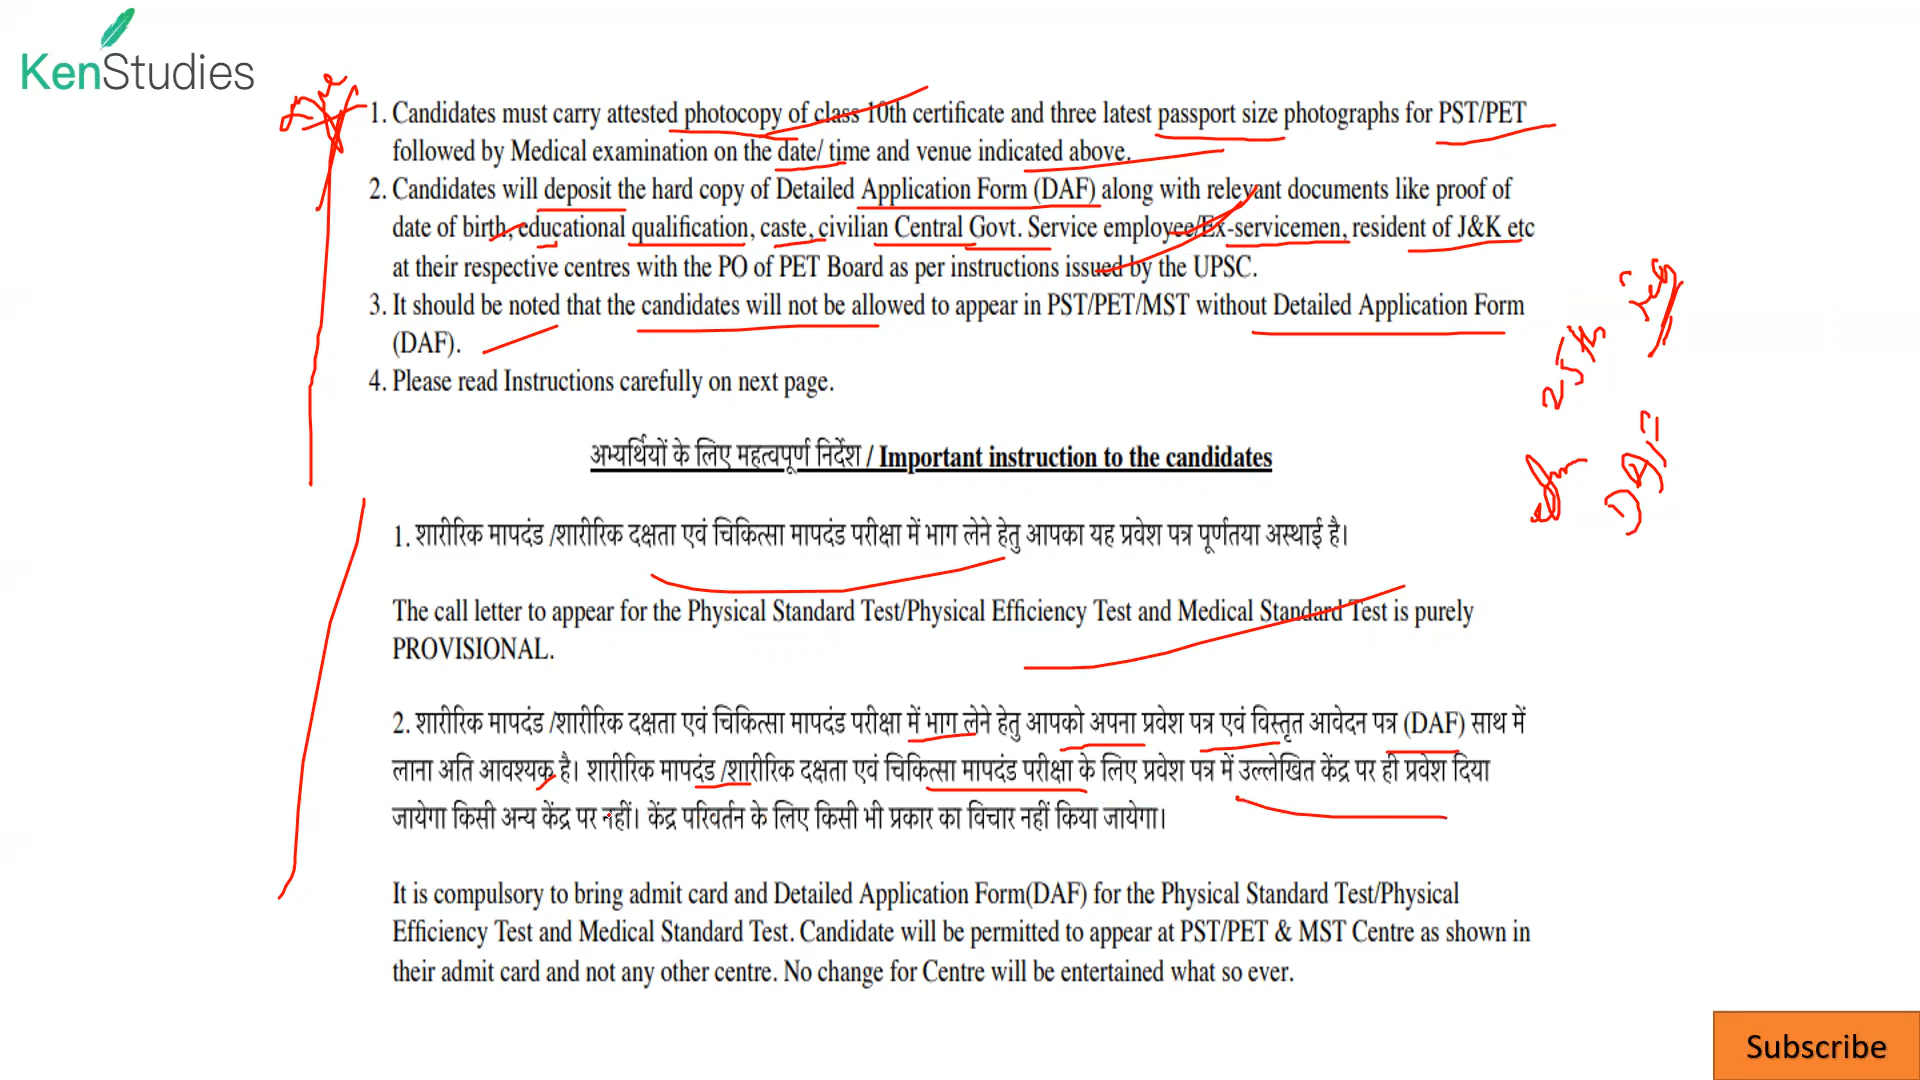 KenStudies
1. Candidates must carry attested photocopy of class 10th certificate and three latest passport size photographs for PST/PET
followed by Medical examination on the date/ time and venue indicated above.
2. Candidates will deposit the hard copy of Detailed Application Form (DAF) along with relevant documents like proof of
date of birth, educational qualification, caste, civilian Central Govt. Service employee/Ex-servicemen, resident of J&K etc
at their respective centres with the PO of PET Board as per instructions issued by the UPSC.
3. It should be noted that the candidates will not be allowed to appear in PST/PET/MST without Detailed Application Form
(DAF).
4. Please read Instructions carefully on next page.
25th
DAF
अभ्यर्थियों के लिए महत्वपूर्ण निर्देश / Important instruction to the candidates
1. शारीरिक मापदंड /शारीरिक दक्षता एवं चिकित्सा मापदंड परीक्षा में भाग लेने हेतु आपका यह प्रवेश पत्र पूर्णतया अस्थाई है।
The call letter to appear for the Physical Standard Test/Physical Efficiency Test and Medical Standard Test is purely
PROVISIONAL.
2. शारीरिक मापदंड /शारीरिक दक्षता एवं चिकित्सा मापदंड परीक्षा में भाग लेने हेतु आपको अपना प्रवेश पत्र एवं विस्तृत आवेदन पत्र (DAF) साथ में
लाना अति आवश्यक है। शारीरिक मापदंड /शारीरिक दक्षता एवं चिकित्सा मापदंड परीक्षा के लिए प्रवेश पत्र में उल्लेखित केंद्र पर ही प्रवेश दिया
जायेगा किसी अन्य केंद्र पर नहीं। केंद्र परिवर्तन के लिए किसी भी प्रकार का विचार नहीं किया जायेगा।
It is compulsory to bring admit card and Detailed Application Form(DAF) for the Physical Standard Test/Physical
Efficiency Test and Medical Standard Test. Candidate will be permitted to appear at PST/PET & MST Centre as shown in
their admit card and not any other centre. No change for Centre will be entertained what so ever.
Subscribe